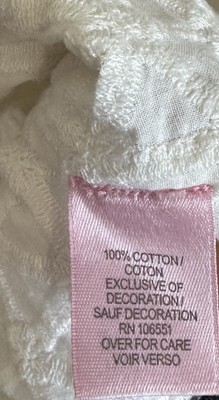 100% COTTON/
COTON
EXCLUSIVE OF
DECORATION/
SAUF DECORATION
RN 106551
OVER FOR CARE
VOIR VERSO